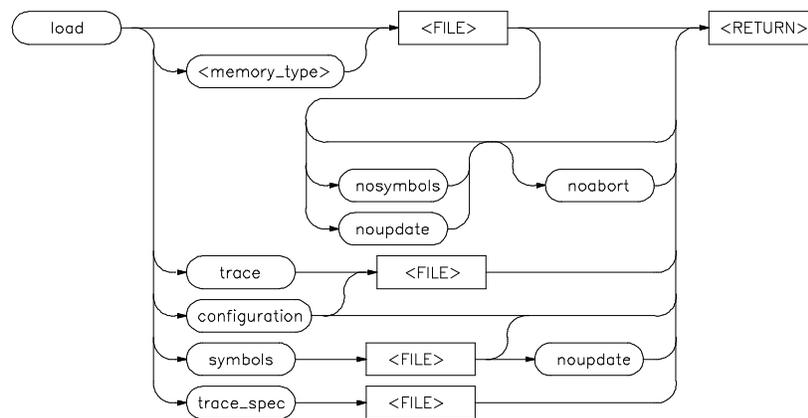 load <FILE> <RETURN>
<memory_type>
nosymbols noabort
noupdate
trace <FILE>
configuration
symbols <FILE> noupdate
trace_spec <FILE>